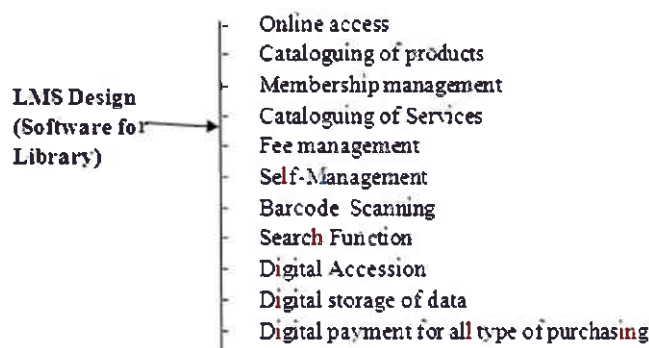 Online access
Cataloguing of products
Membership management
LMS Design
(Software for
Library)
Cataloguing of Services
Fee management
Self-Management
Barcode Scanning
Search Function
Digital Accession
Digital storage of data
Digital payment for all type of purchasing